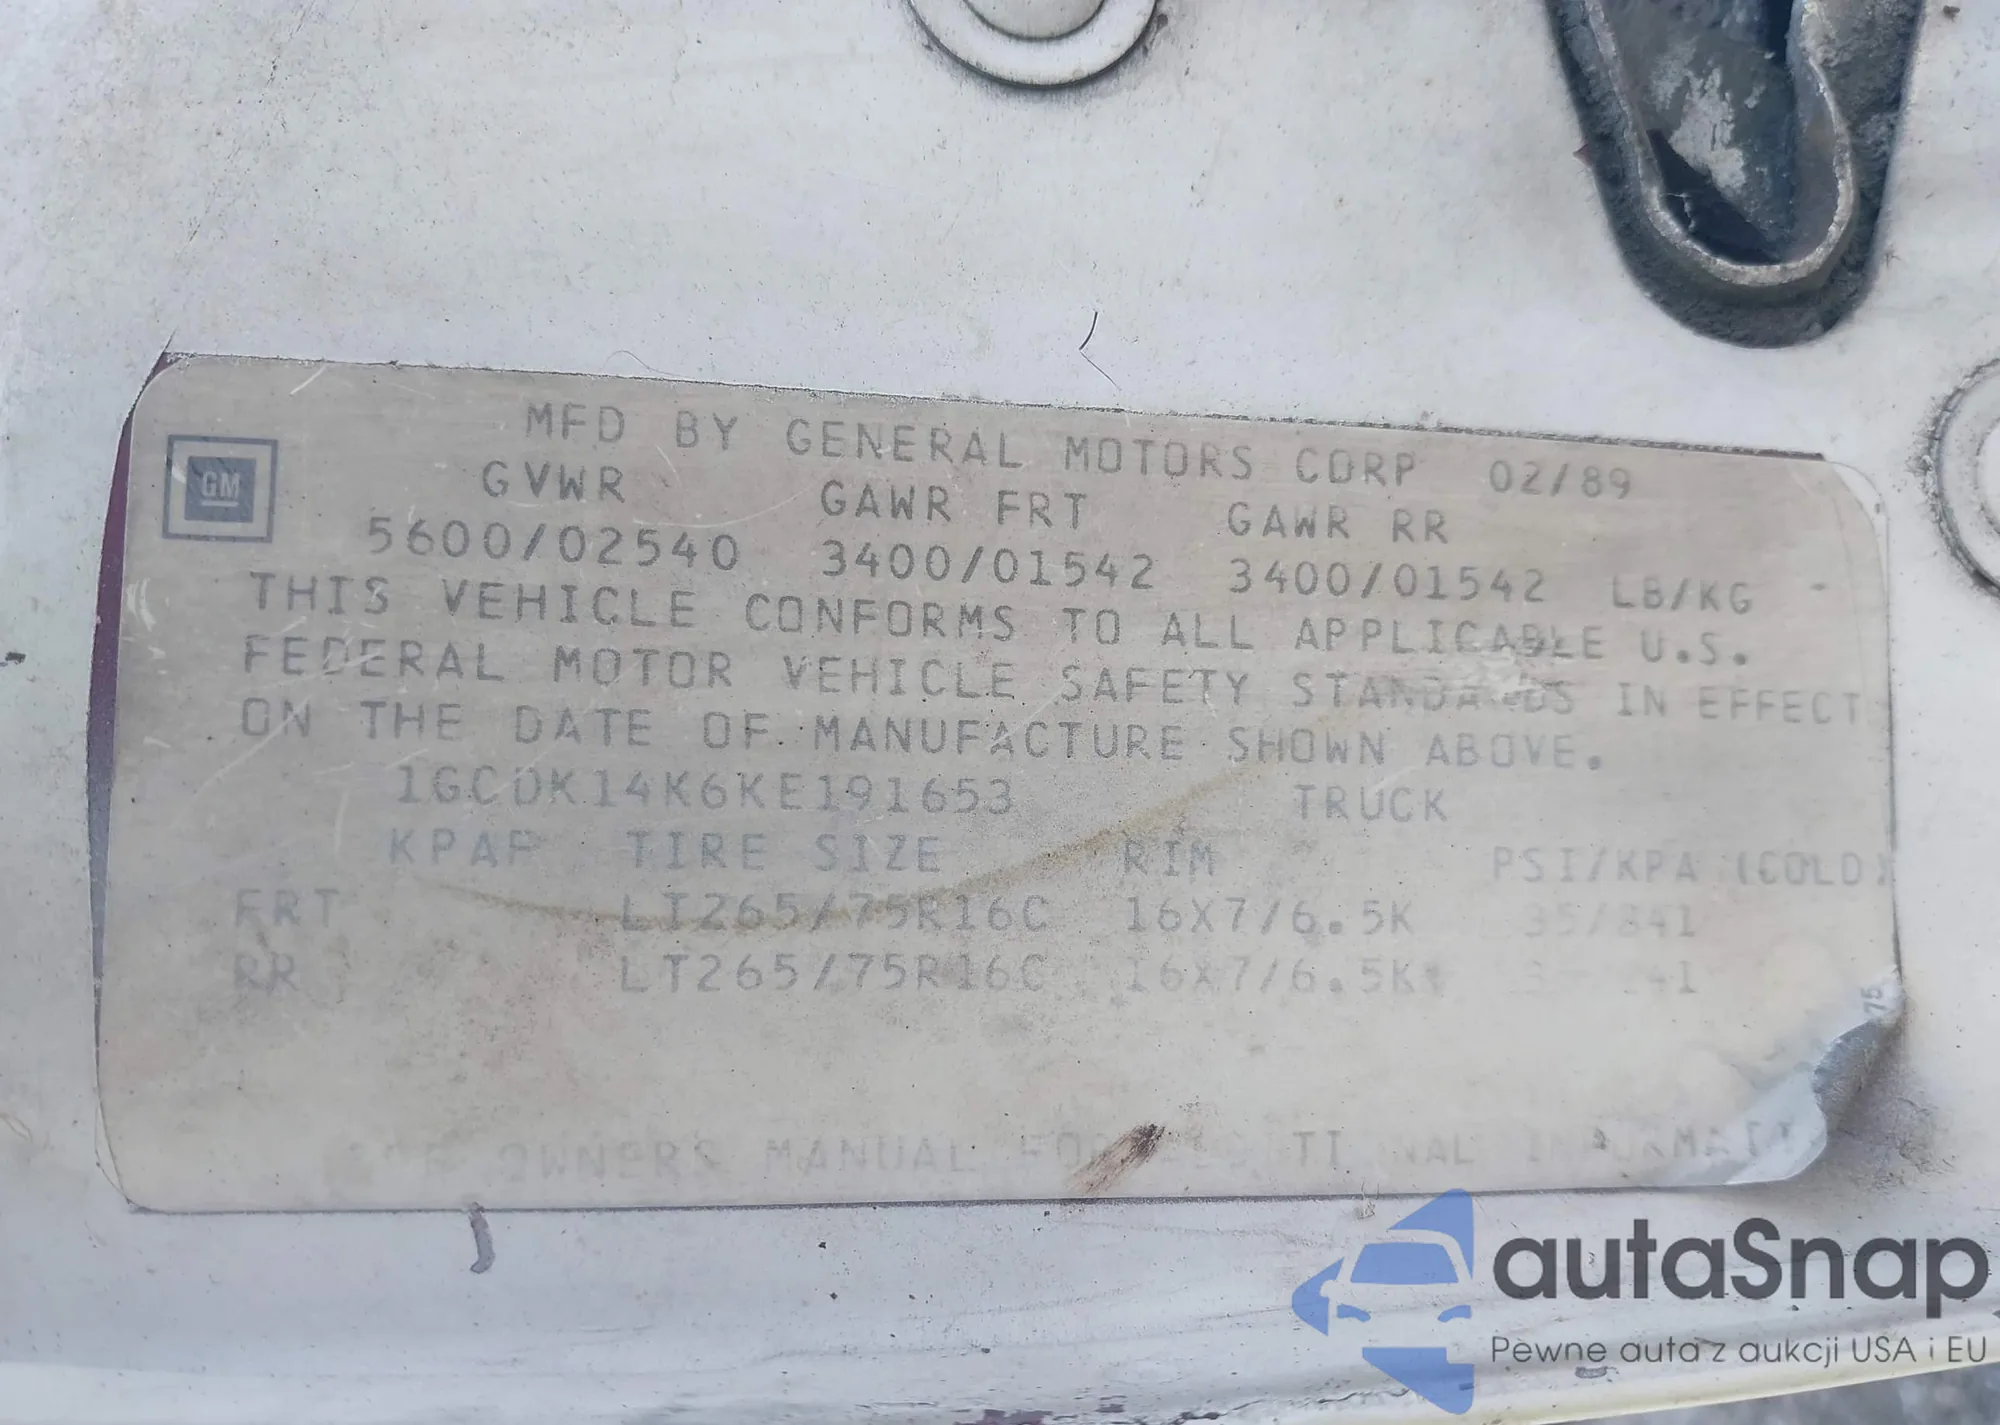 GM
MFD BY GENERAL MOTORS CORP 02/89
GVWR GAWR FRT GAWR RR
5600/02540 3400/01542 3400/01542 LB/KG
THIS VEHICLE CONFORMS TO ALL APPLICABLE U.S.
FEDERAL MOTOR VEHICLE SAFETY STANDARDS IN EFFECT
ON THE DATE OF MANUFACTURE SHOWN ABOVE.
1GCDK14K6KE191653 TRUCK
TIRE SIZE RIM PSI/KPA (COLD)
FRT LT265/75R16C 16X7/6.5K
RR LT265/75R16C 16X7/6.5K
OWNERS MANUAL
autaSnap
Pewne auta z aukcji USA i EU